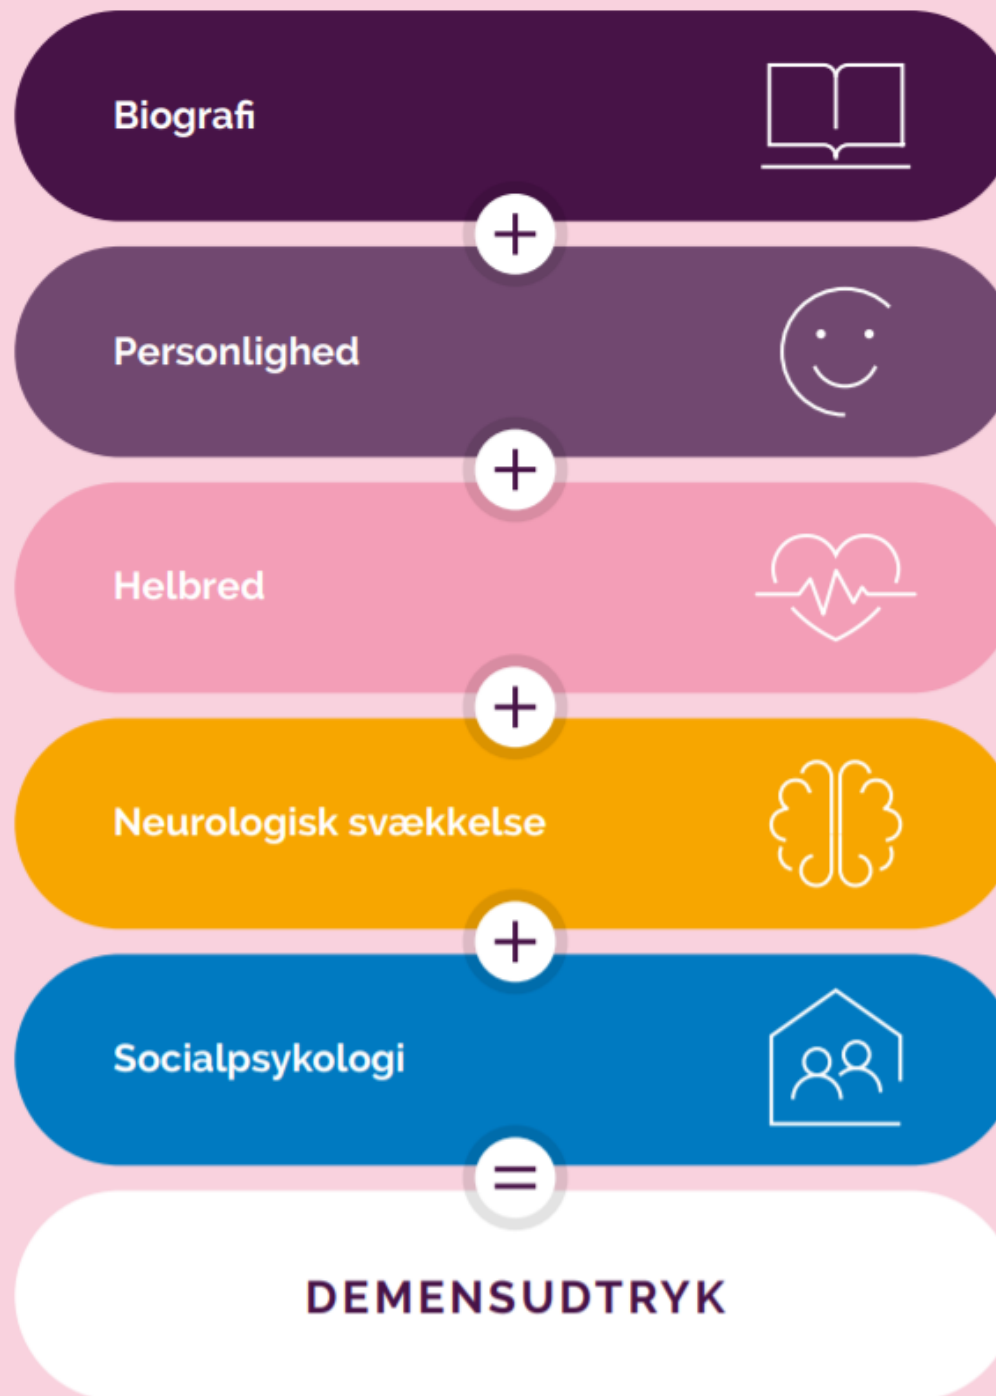 Biografi
+
Personlighed
+
Helbred
+
Neurologisk svækkelse
+
Socialpsykologi
=
DEMENSUDTRYK